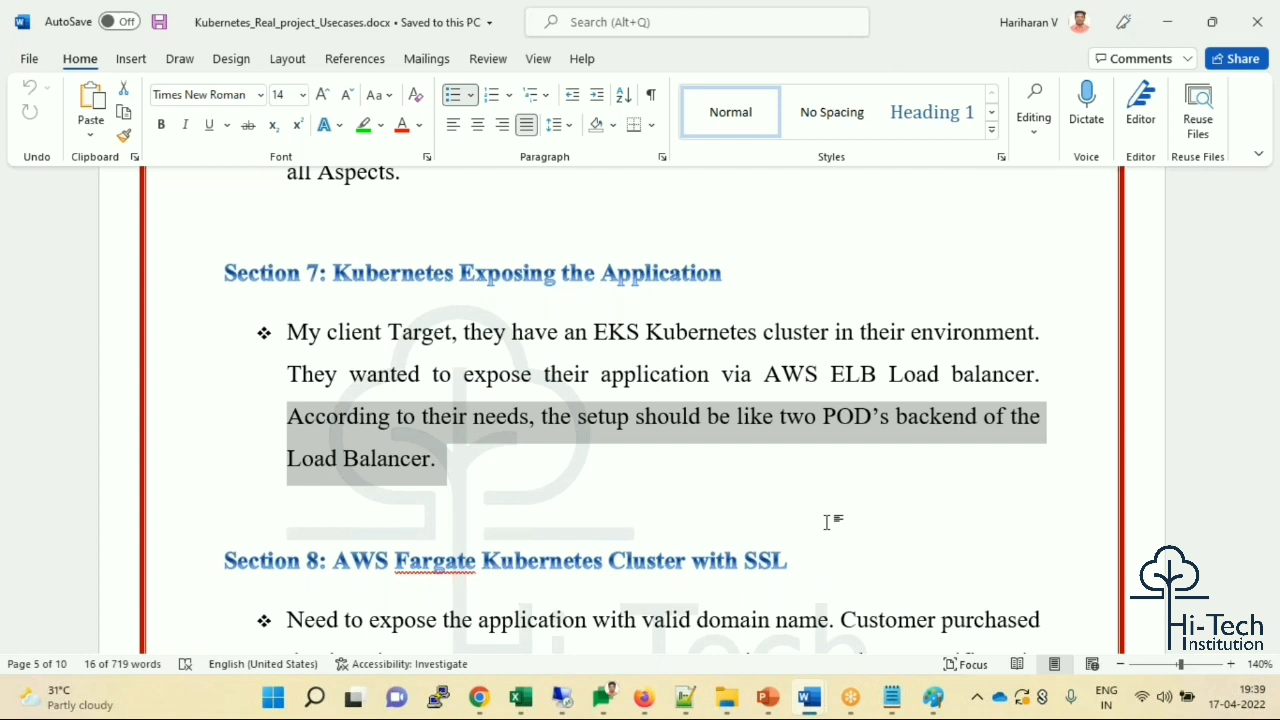 AutoSave Off Kubernetes_Real_project_Usecases.docx • Saved to this PC Search (Alt+Q) Hariharan V
File Home Insert Draw Design Layout References Mailings Review View Help Comments Share
Times New Roman 14 Aa
Paste B I U ab x₂ x² A A Normal No Spacing Heading 1 Editing Dictate Editor Reuse Files
Undo Clipboard Font Paragraph Styles Voice Editor Reuse Files
all Aspects.
Section 7: Kubernetes Exposing the Application
❖ My client Target, they have an EKS Kubernetes cluster in their environment.
They wanted to expose their application via AWS ELB Load balancer.
According to their needs, the setup should be like two POD’s backend of the
Load Balancer.
Section 8: AWS Fargate Kubernetes Cluster with SSL
❖ Need to expose the application with valid domain name. Customer purchased
Hi-Tech
Hi-Tech
Institution
Page 5 of 10 16 of 719 words English (United States) Accessibility: Investigate Focus 140%
31°C
Partly cloudy
ENG
IN
19:39
17-04-2022